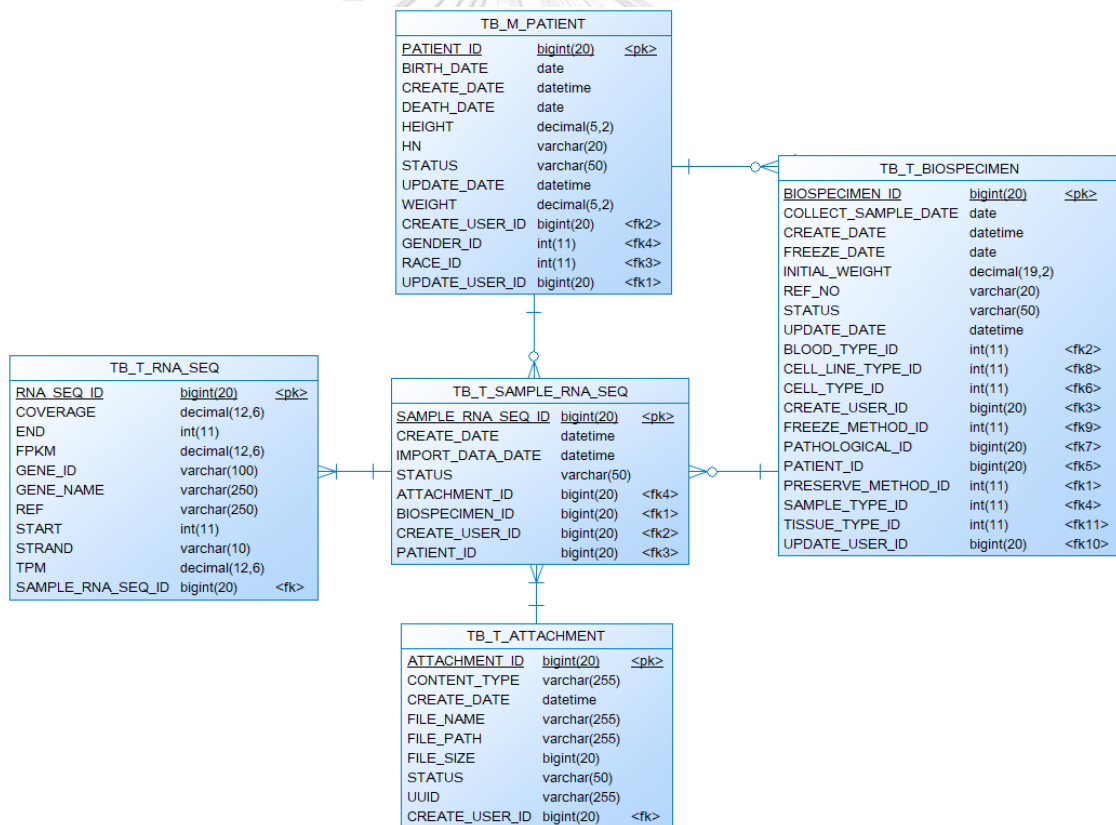 TB_M_PATIENT
PATIENT_ID bigint(20) <pk>
BIRTH_DATE date
CREATE_DATE datetime
DEATH_DATE date
HEIGHT decimal(5,2)
HN varchar(20)
STATUS varchar(50)
UPDATE_DATE datetime
WEIGHT decimal(5,2)
CREATE_USER_ID bigint(20) <fk2>
GENDER_ID int(11) <fk4>
RACE_ID int(11) <fk3>
UPDATE_USER_ID bigint(20) <fk1>
TB_T_BIOSPECIMEN
BIOSPECIMEN_ID bigint(20) <pk>
COLLECT_SAMPLE_DATE date
CREATE_DATE datetime
FREEZE_DATE date
INITIAL_WEIGHT decimal(19,2)
REF_NO varchar(20)
STATUS varchar(50)
UPDATE_DATE datetime
BLOOD_TYPE_ID int(11) <fk2>
CELL_LINE_TYPE_ID int(11) <fk8>
CELL_TYPE_ID int(11) <fk6>
CREATE_USER_ID bigint(20) <fk3>
FREEZE_METHOD_ID int(11) <fk9>
PATHOLOGICAL_ID bigint(20) <fk7>
PATIENT_ID bigint(20) <fk5>
PRESERVE_METHOD_ID int(11) <fk1>
SAMPLE_TYPE_ID int(11) <fk4>
TISSUE_TYPE_ID int(11) <fk11>
UPDATE_USER_ID bigint(20) <fk10>
TB_T_RNA_SEQ
RNA_SEQ_ID bigint(20) <pk>
COVERAGE decimal(12,6)
END int(11)
FPKM decimal(12,6)
GENE_ID varchar(100)
GENE_NAME varchar(250)
REF varchar(250)
START int(11)
STRAND varchar(10)
TPM decimal(12,6)
SAMPLE_RNA_SEQ_ID bigint(20) <fk>
TB_T_SAMPLE_RNA_SEQ
SAMPLE_RNA_SEQ_ID bigint(20) <pk>
CREATE_DATE datetime
IMPORT_DATA_DATE datetime
STATUS varchar(50)
ATTACHMENT_ID bigint(20) <fk4>
BIOSPECIMEN_ID bigint(20) <fk1>
CREATE_USER_ID bigint(20) <fk2>
PATIENT_ID bigint(20) <fk3>
TB_T_ATTACHMENT
ATTACHMENT_ID bigint(20) <pk>
CONTENT_TYPE varchar(255)
CREATE_DATE datetime
FILE_NAME varchar(255)
FILE_PATH varchar(255)
FILE_SIZE bigint(20)
STATUS varchar(50)
UUID varchar(255)
CREATE_USER_ID bigint(20) <fk>